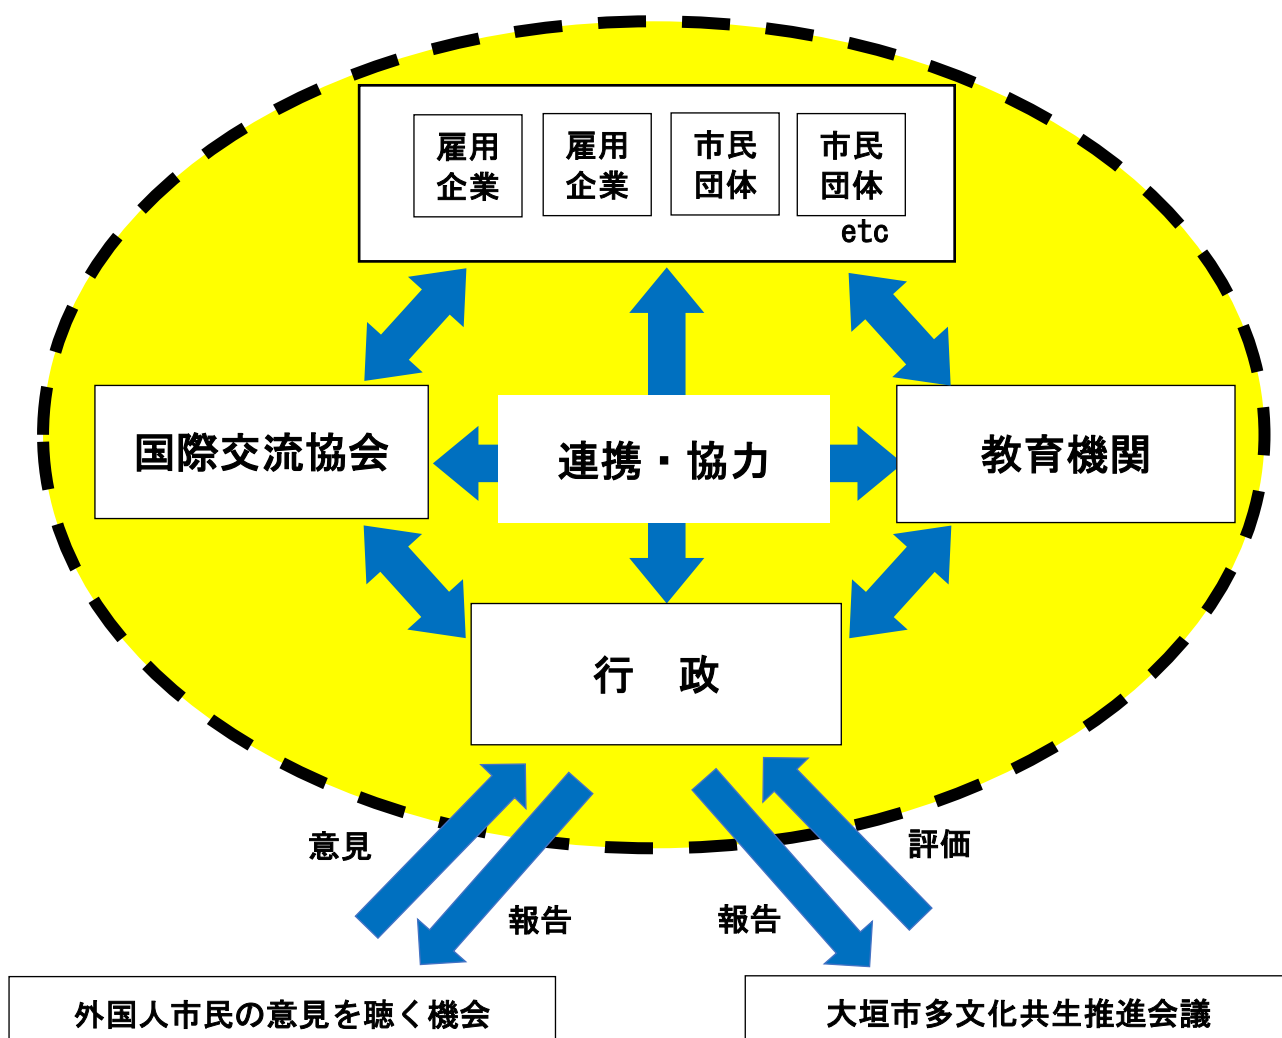 雇用
企業
雇用
企業
市民
団体
市民
団体
etc
国際交流協会
連携・協力
教育機関
行　政
意見
報告
報告
評価
外国人市民の意見を聴く機会
大垣市多文化共生推進会議